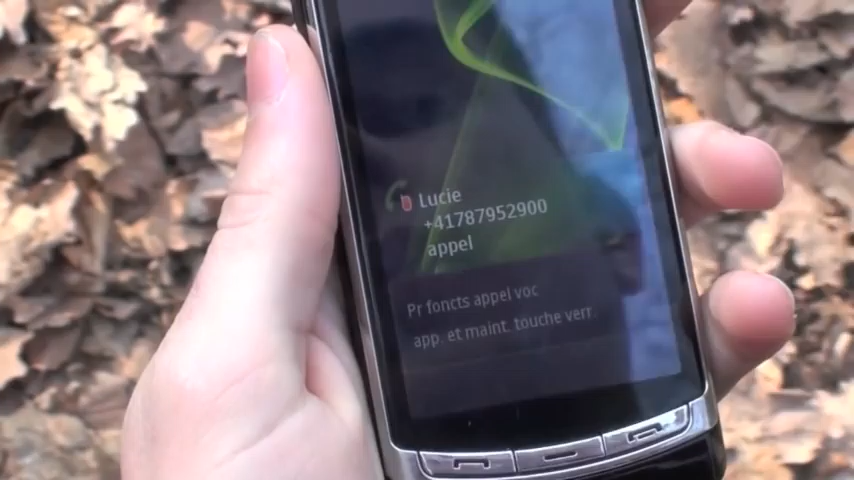 Lucie
+41787952900
appel
Pr foncts appel voc
app. et maint. touche verr.